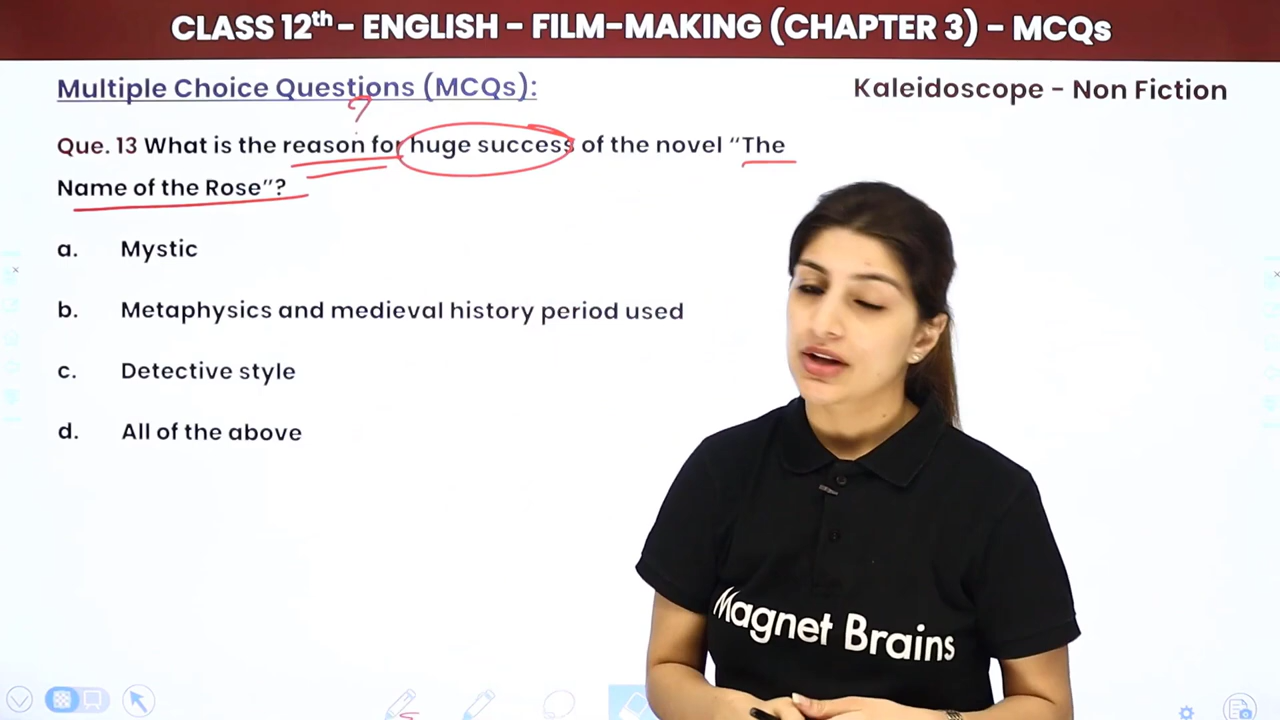 CLASS 12th - ENGLISH - FILM-MAKING (CHAPTER 3) - MCQs
Multiple Choice Questions (MCQs):
Kaleidoscope - Non Fiction
?
Que. 13 What is the reason for huge success of the novel “The
Name of the Rose”?
a. Mystic
b. Metaphysics and medieval history period used
c. Detective style
d. All of the above
Magnet Brains